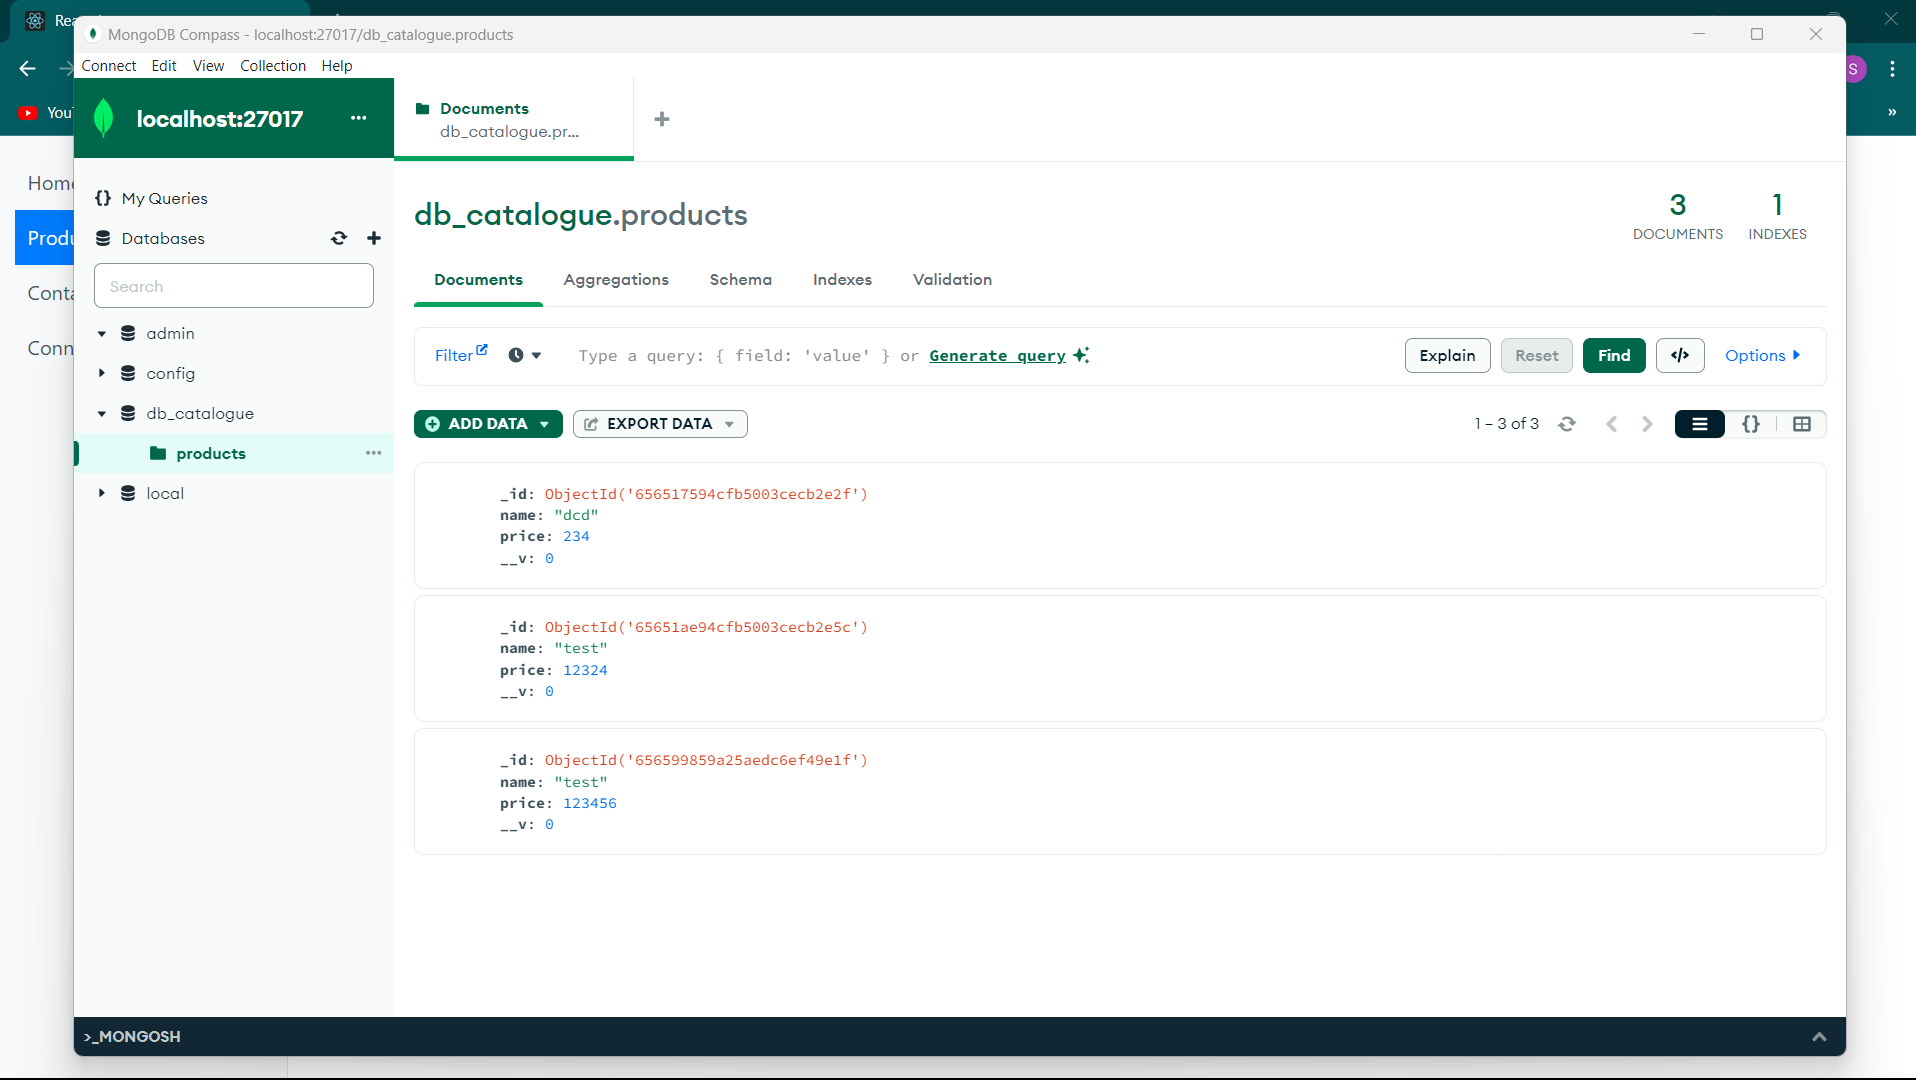 Rea
MongoDB Compass - localhost:27017/db_catalogue.products
Connect Edit View Collection Help
S
You
localhost:27017 ...
Documents
db_catalogue.pr...
Home
Produ
Conta
Conn
{} My Queries
Databases
Search
admin
config
db_catalogue
products
local
db_catalogue.products
3
DOCUMENTS
1
INDEXES
Documents Aggregations Schema Indexes Validation
Filter Type a query: { field: 'value' } or Generate query Explain Reset Find </> Options
ADD DATA EXPORT DATA 1 – 3 of 3 {}
_id: ObjectId('656517594cfb5003cecb2e2f')
name: "dcd"
price: 234
__v: 0
_id: ObjectId('65651ae94cfb5003cecb2e5c')
name: "test"
price: 12324
__v: 0
_id: ObjectId('656599859a25aedc6ef49e1f')
name: "test"
price: 123456
__v: 0
>_MONGOSH